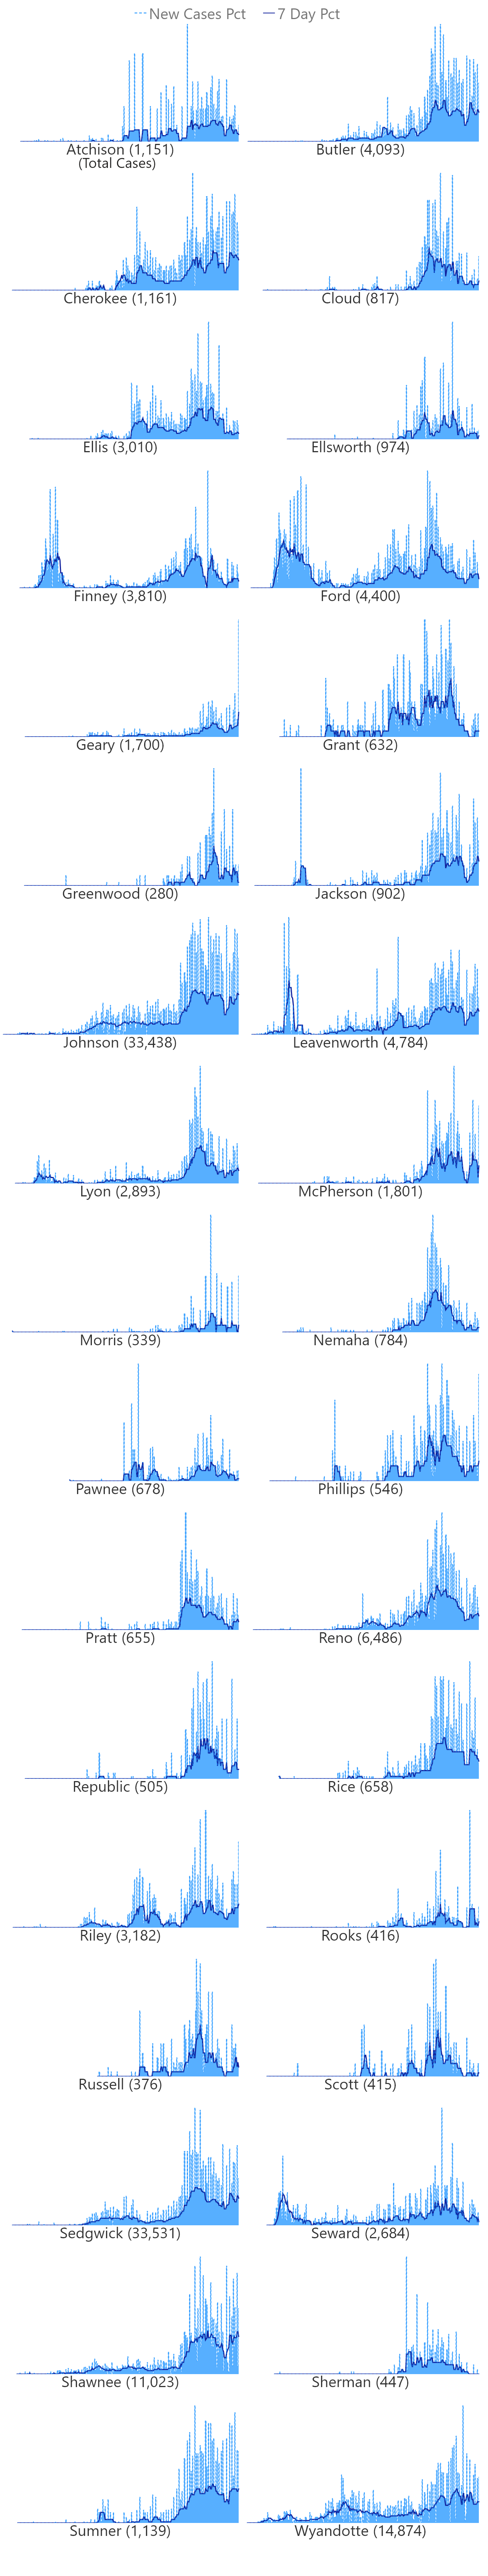 New Cases Pct 7 Day Pct
Atchison (1,151) Butler (4,093)
(Total Cases)
Cherokee (1,161) Cloud (817)
Ellis (3,010) Ellsworth (974)
Finney (3,810) Ford (4,400)
Geary (1,700) Grant (632)
Greenwood (280) Jackson (902)
Johnson (33,438) Leavenworth (4,784)
Lyon (2,893) McPherson (1,801)
Morris (339) Nemaha (784)
Pawnee (678) Phillips (546)
Pratt (655) Reno (6,486)
Republic (505) Rice (658)
Riley (3,182) Rooks (416)
Russell (376) Scott (415)
Sedgwick (33,531) Seward (2,684)
Shawnee (11,023) Sherman (447)
Sumner (1,139) Wyandotte (14,874)